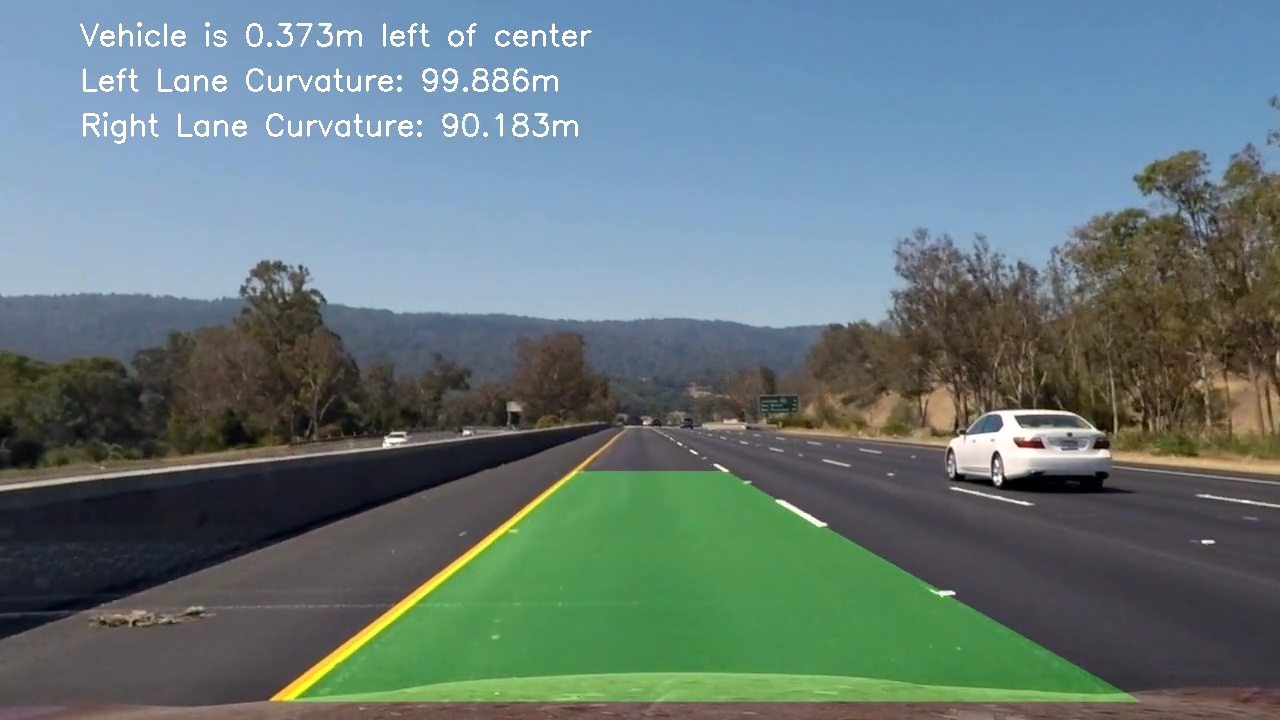 Vehicle is 0.373m left of center
Left Lane Curvature: 99.886m
Right Lane Curvature: 90.183m